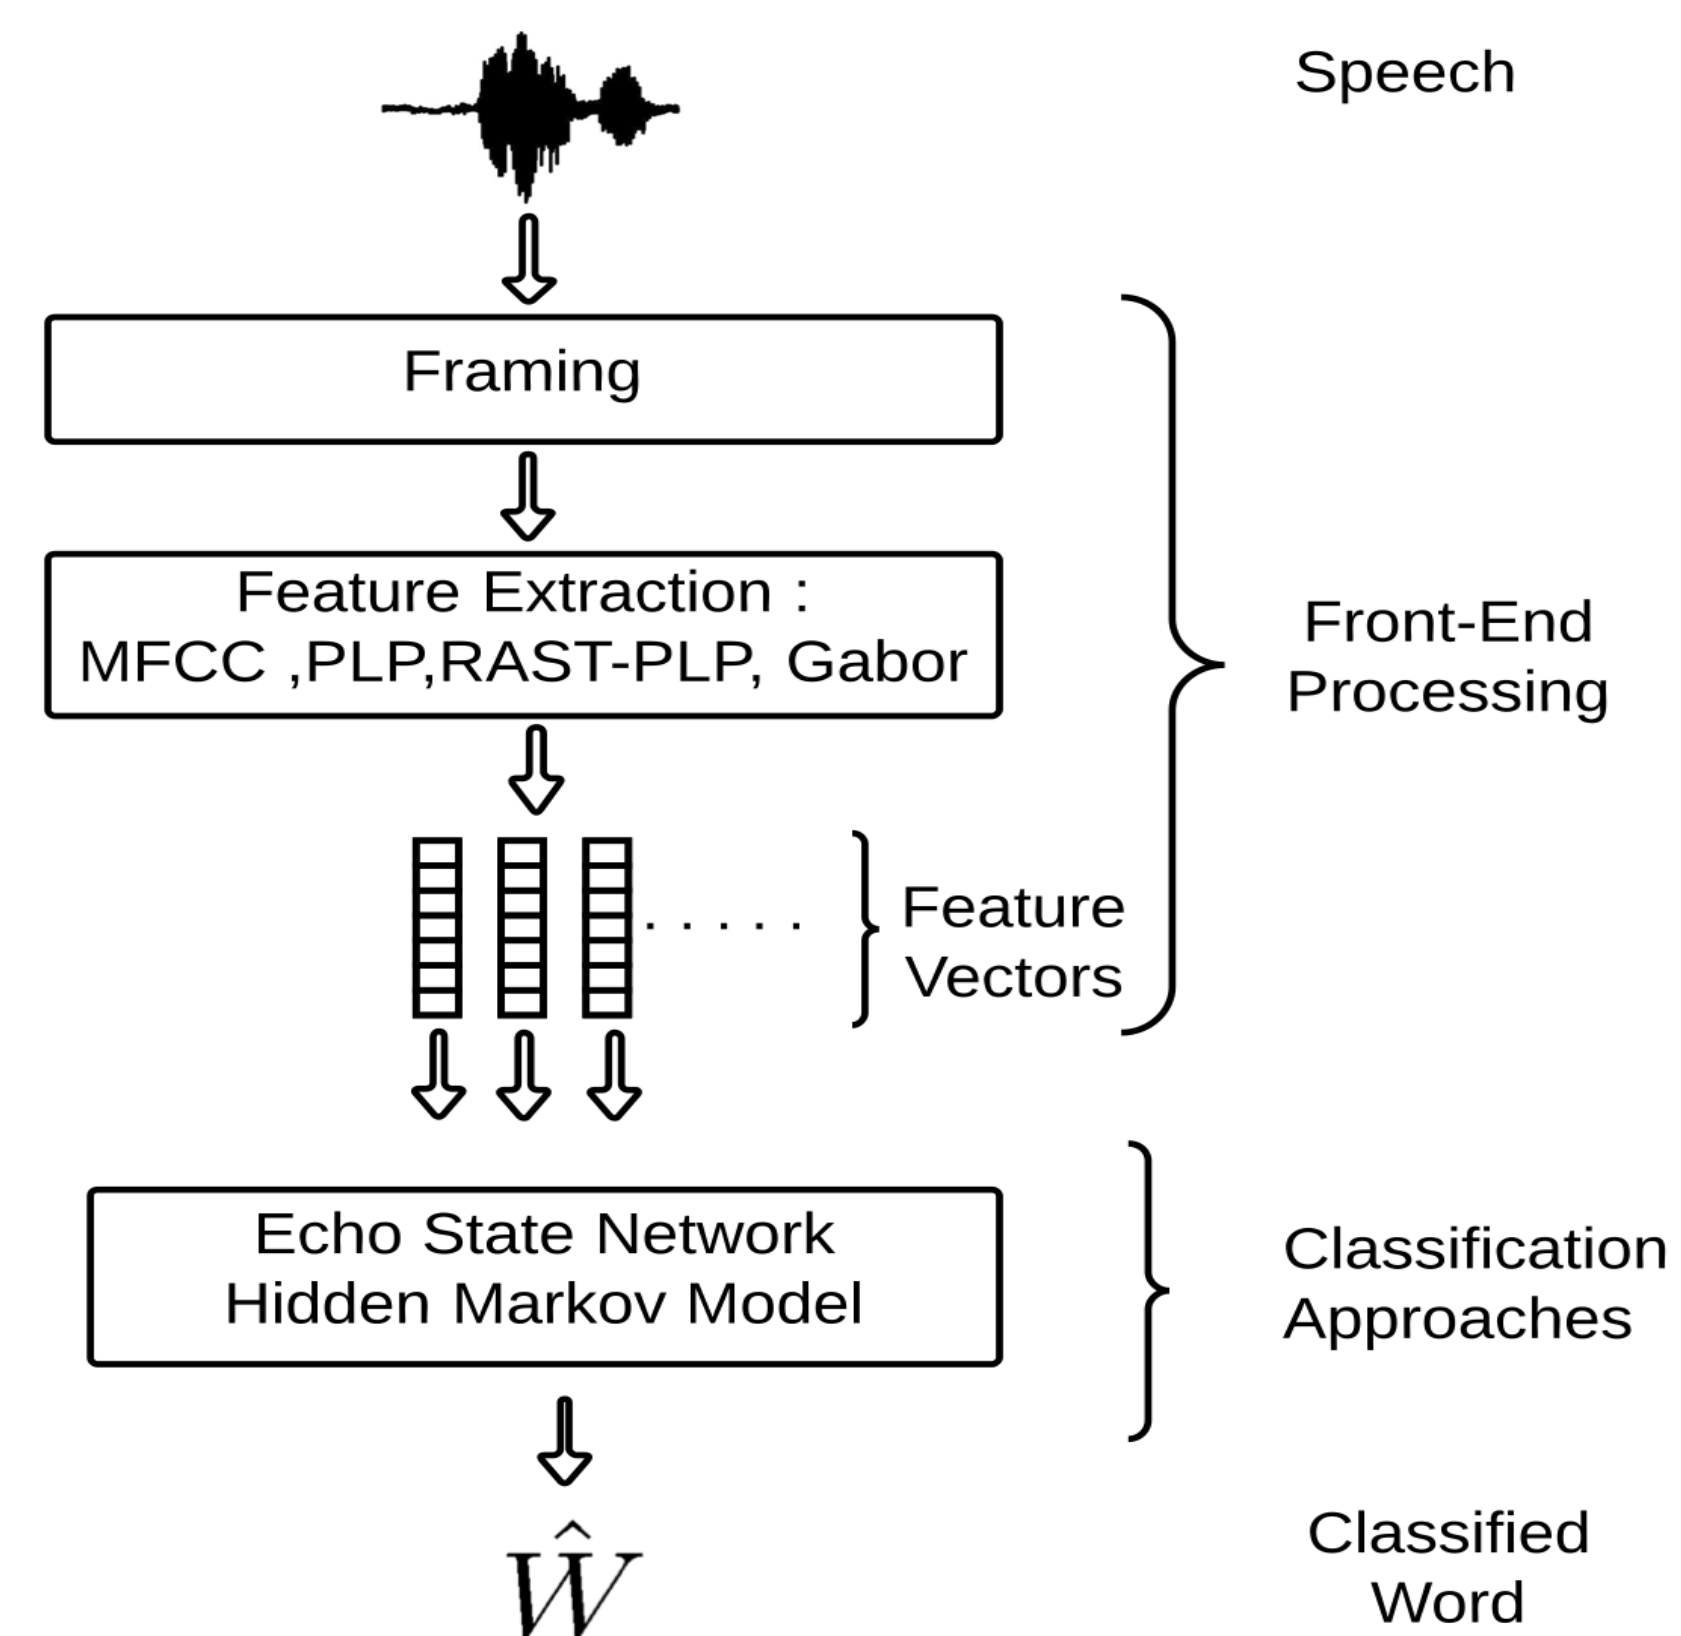 Speech
Framing
Feature Extraction :
MFCC ,PLP,RAST-PLP, Gabor
Front-End
Processing
. . . . .
Feature
Vectors
Echo State Network
Hidden Markov Model
Classification
Approaches
Ŵ
Classified
Word